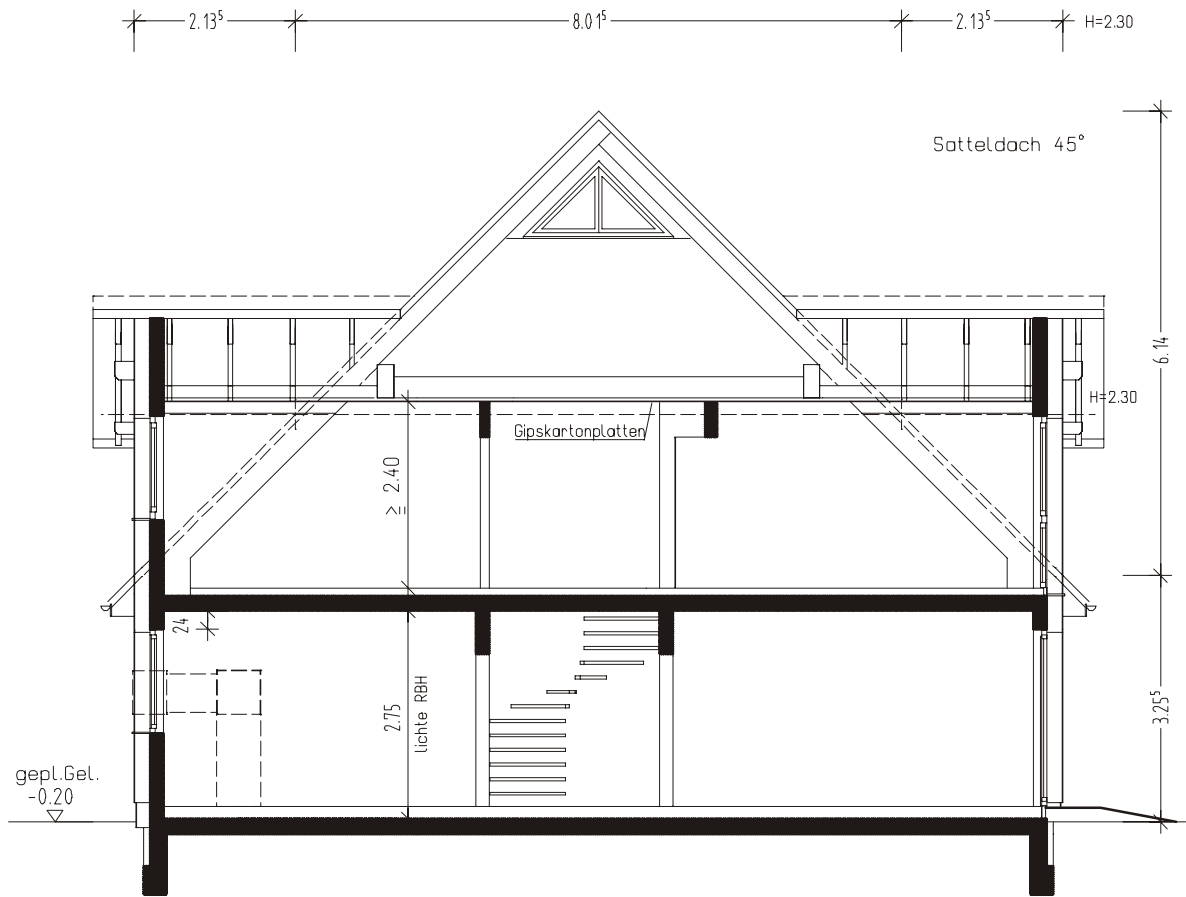 2.13⁵ 8.01⁵ 2.13⁵ H=2.30
Satteldach 45°
6.14
H=2.30
Gipskartonplatten
≥ 2.40
24
2.75
lichte RBH
3.25⁵
gepl.Gel.
-0.20